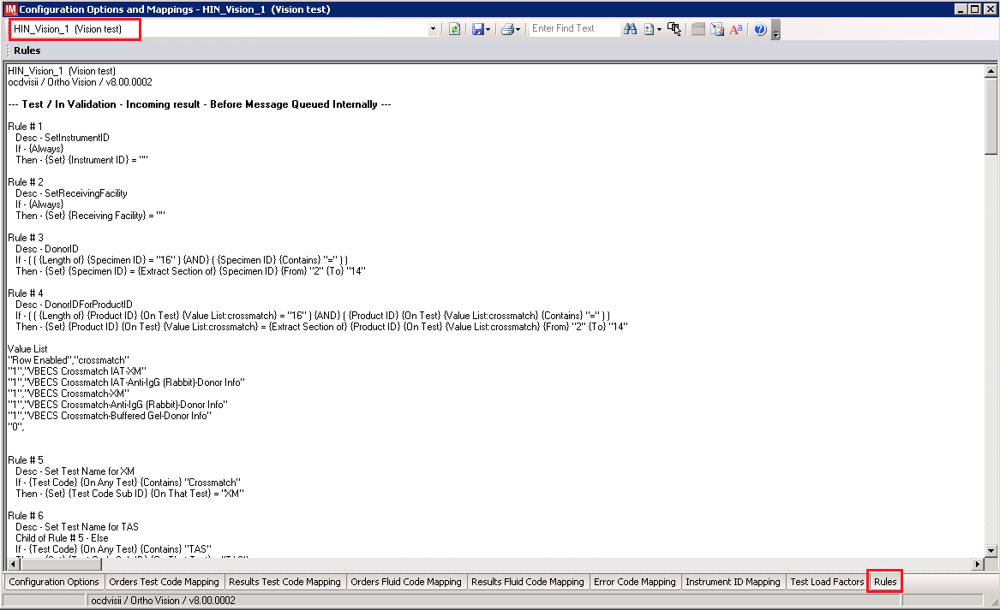 IM Configuration Options and Mappings - HIN_Vision_1 (Vision test)
HIN_Vision_1 (Vision test)
Enter Find Text
Rules
HIN_Vision_1 (Vision test)
ocdvisii / Ortho Vision / v8.00.0002
--- Test / In Validation - Incoming result - Before Message Queued Internally ---
Rule # 1
Desc - SetInstrumentID
If - {Always}
Then - {Set} {Instrument ID} = ""
Rule # 2
Desc - SetReceivingFacility
If - {Always}
Then - {Set} {Receiving Facility} = ""
Rule # 3
Desc - DonorID
If - ( ( {Length of} {Specimen ID} = "16" ) {AND} ( {Specimen ID} {Contains} "=" ) )
Then - {Set} {Specimen ID} = {Extract Section of} {Specimen ID} {From} "2" {To} "14"
Rule # 4
Desc - DonorIDForProductID
If - ( ( {Length of} {Product ID} {On Test} {Value List:crossmatch} = "16" ) {AND} ( {Product ID} {On Test} {Value List:crossmatch} {Contains} "=" ) )
Then - {Set} {Product ID} {On Test} {Value List:crossmatch} = {Extract Section of} {Product ID} {On Test} {Value List:crossmatch} {From} "2" {To} "14"
Value List
"Row Enabled","crossmatch"
"1","VBECS Crossmatch IAT-XM"
"1","VBECS Crossmatch IAT-Anti-IgG (Rabbit)-Donor Info"
"1","VBECS Crossmatch-XM"
"1","VBECS Crossmatch-Anti-IgG (Rabbit)-Donor Info"
"1","VBECS Crossmatch-Buffered Gel-Donor Info"
"0",
Rule # 5
Desc - Set Test Name for XM
If - {Test Code} {On Any Test} {Contains} "Crossmatch"
Then - {Set} {Test Code Sub ID} {On That Test} = "XM"
Rule # 6
Desc - Set Test Name for TAS
Child of Rule # 5 - Else
If - {Test Code} {On Any Test} {Contains} "TAS"
Configuration Options Orders Test Code Mapping Results Test Code Mapping Orders Fluid Code Mapping Results Fluid Code Mapping Error Code Mapping Instrument ID Mapping Test Load Factors Rules
ocdvisii / Ortho Vision / v8.00.0002